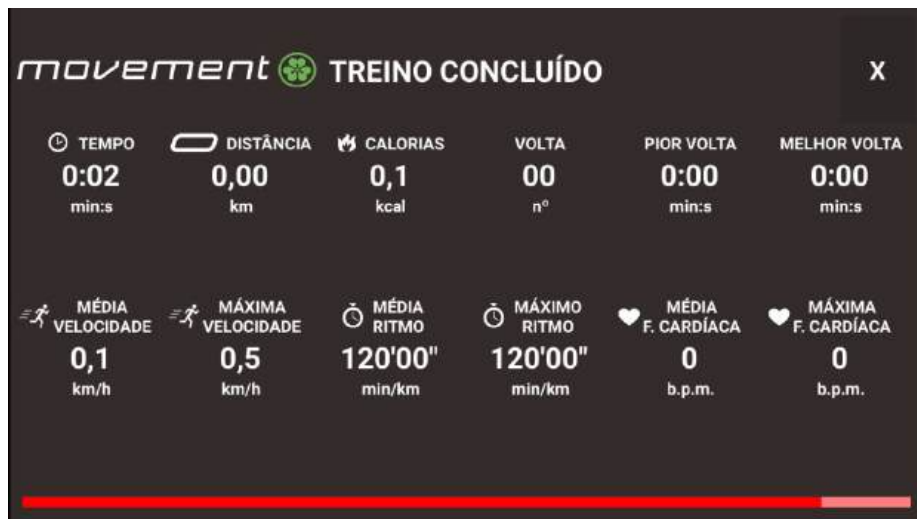 movement TREINO CONCLUÍDO X
TEMPO DISTÂNCIA CALORIAS VOLTA PIOR VOLTA MELHOR VOLTA
0:02 0,00 0,1 00 0:00 0:00
min:s km kcal nº min:s min:s
MÉDIA MÁXIMA MÉDIA MÁXIMO MÉDIA MÁXIMA
VELOCIDADE VELOCIDADE RITMO RITMO F. CARDÍACA F. CARDÍACA
0,1 0,5 120'00" 120'00" 0 0
km/h km/h min/km min/km b.p.m. b.p.m.